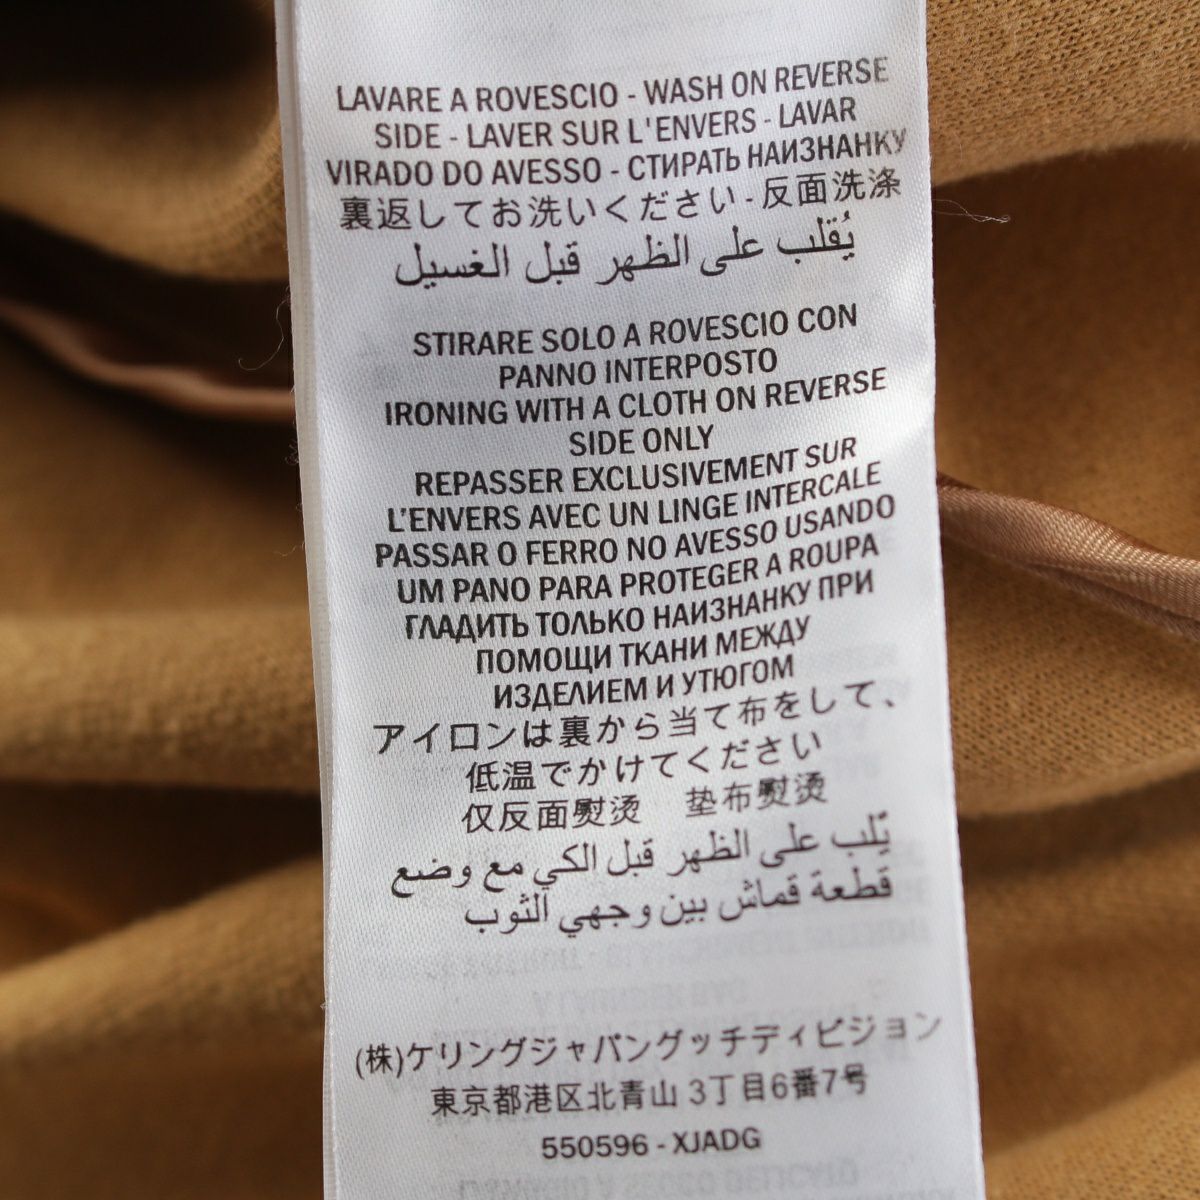 LAVARE A ROVESCIO - WASH ON REVERSE
SIDE - LAVER SUR L'ENVERS - LAVAR
VIRADO DO AVESSO - СТИРАТЬ НАИЗНАНКУ
裏返してお洗いください - 反面洗涤
يُقلب على الظهر قبل الغسيل
STIRARE SOLO A ROVESCIO CON
PANNO INTERPOSTO
IRONING WITH A CLOTH ON REVERSE
SIDE ONLY
REPASSER EXCLUSIVEMENT SUR
L'ENVERS AVEC UN LINGE INTERCALE
PASSAR O FERRO NO AVESSO USANDO
UM PANO PARA PROTEGER A ROUPA
ГЛАДИТЬ ТОЛЬКО НАИЗНАНКУ ПРИ
ПОМОЩИ ТКАНИ МЕЖДУ
ИЗДЕЛИЕМ И УТЮГОМ
アイロンは裏から当て布をして、
低温でかけてください
仅反面熨烫 垫布熨烫
يّلب على الظهر قبل الكي مع وضع
قطعة قماش بين وجهي الثوب
(株)ケリングジャパングッチディビジョン
東京都港区北青山 3丁目6番7号
550596 - XJADG